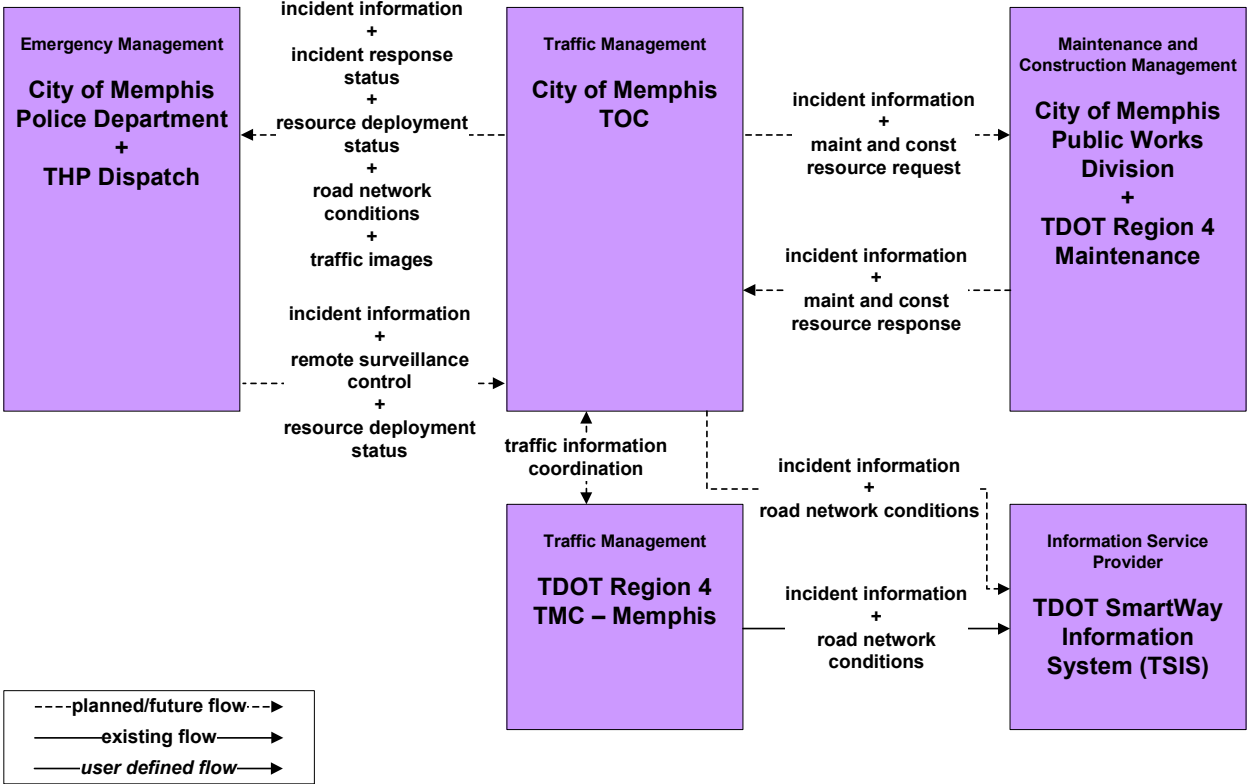 Emergency Management
City of Memphis
Police Department
+
THP Dispatch
incident information
+
incident response
status
+
resource deployment
status
+
road network
conditions
+
traffic images
incident information
+
remote surveillance
control
+
resource deployment
status
Traffic Management
City of Memphis
TOC
incident information
+
maint and const
resource request
incident information
+
maint and const
resource response
Maintenance and
Construction Management
City of Memphis
Public Works
Division
+
TDOT Region 4
Maintenance
traffic information
coordination
incident information
+
road network conditions
Traffic Management
TDOT Region 4
TMC – Memphis
incident information
+
road network
conditions
Information Service
Provider
TDOT SmartWay
Information
System (TSIS)
planned/future flow
existing flow
user defined flow